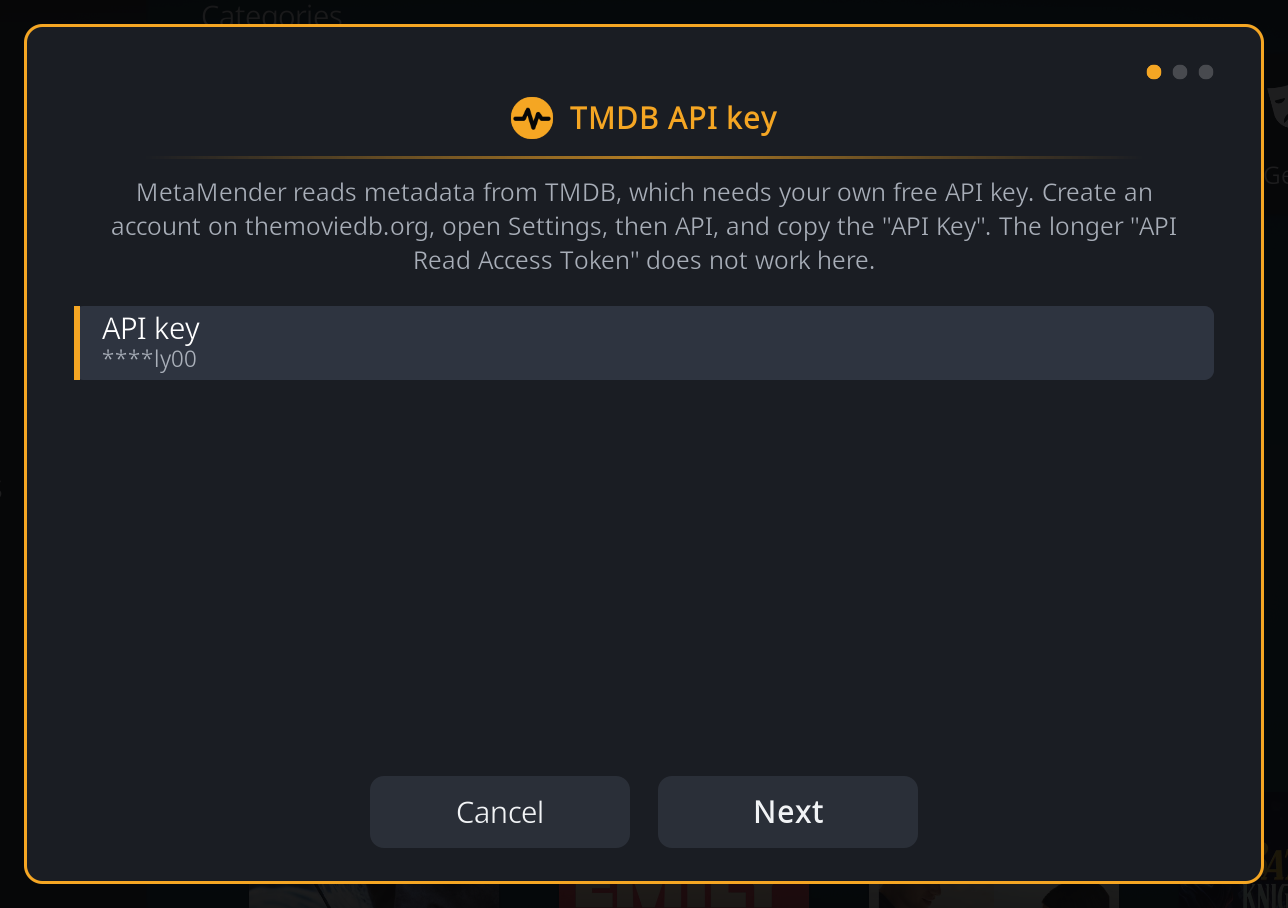 Categories
TMDB API key
MetaMender reads metadata from TMDB, which needs your own free API key. Create an
account on themoviedb.org, open Settings, then API, and copy the "API Key". The longer "API
Read Access Token" does not work here.
API key
****ly00
Cancel
Next